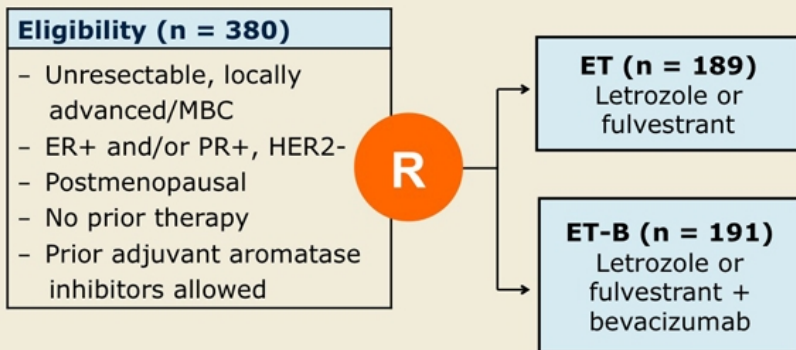 Eligibility (n = 380)
– Unresectable, locally
advanced/MBC
– ER+ and/or PR+, HER2-
– Postmenopausal
– No prior therapy
– Prior adjuvant aromatase
inhibitors allowed
R
ET (n = 189)
Letrozole or
fulvestrant
ET-B (n = 191)
Letrozole or
fulvestrant +
bevacizumab